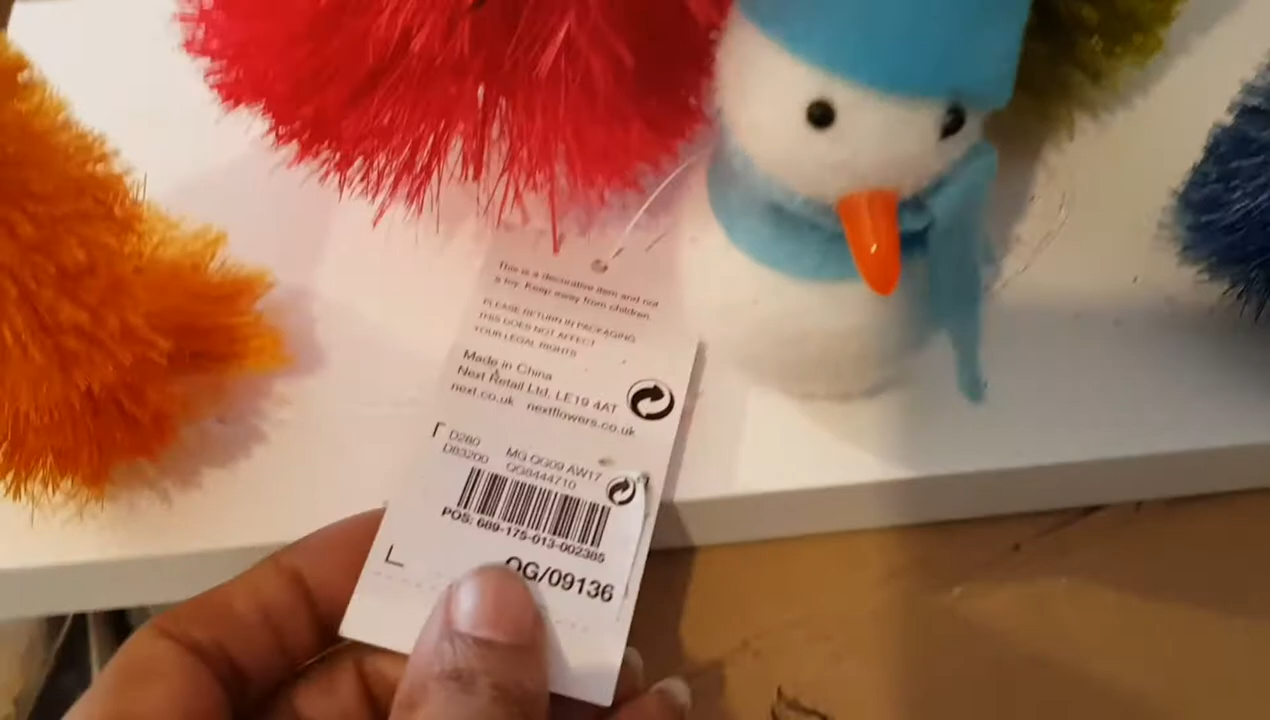 This is a decorative item and not
a toy. Keep away from children.
PLEASE RETURN IN PACKAGING
THIS DOES NOT AFFECT
YOUR LEGAL RIGHTS
Made in China
Next Retail Ltd, LE19 4AT
next.co.uk nextflowers.co.uk
D280 MG OG09 AW17
D83200 QG8444710
POS: 689-175-013-002385
OG/09136